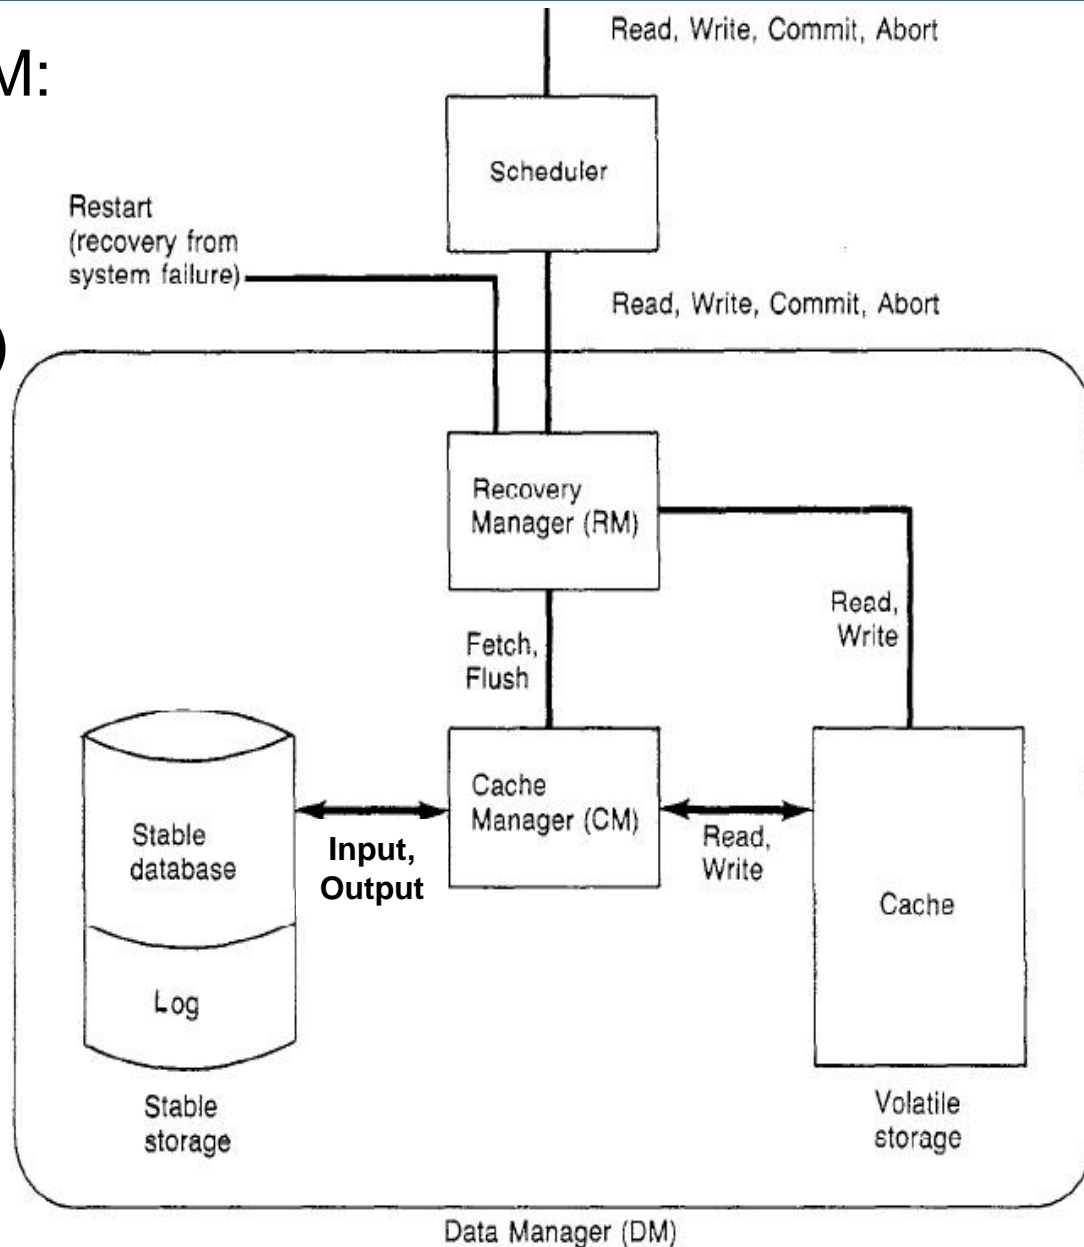 Read, Write, Commit, Abort
M:
Scheduler
Restart
(recovery from
system failure)
Read, Write, Commit, Abort
)
Recovery
Manager (RM)
Read,
Write
Fetch,
Flush
Cache
Manager (CM)
Stable
database
Input,
Output
Read,
Write
Cache
Log
Stable
storage
Volatile
storage
Data Manager (DM)